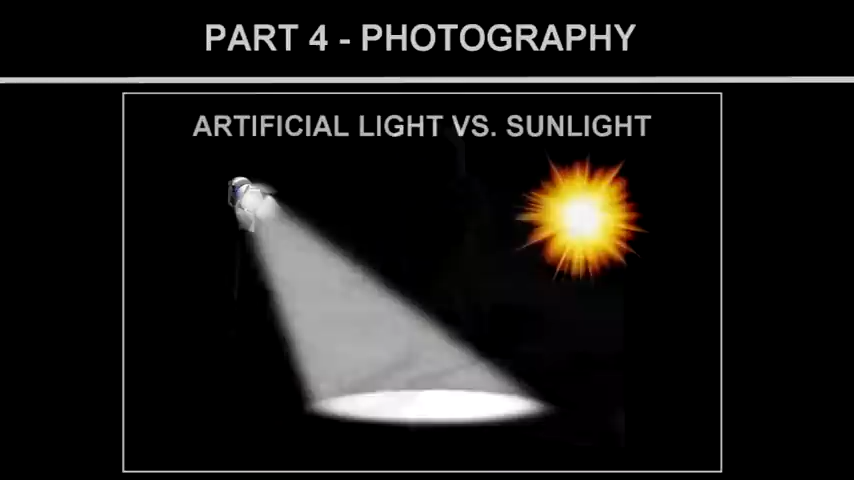 PART 4 - PHOTOGRAPHY
ARTIFICIAL LIGHT VS. SUNLIGHT